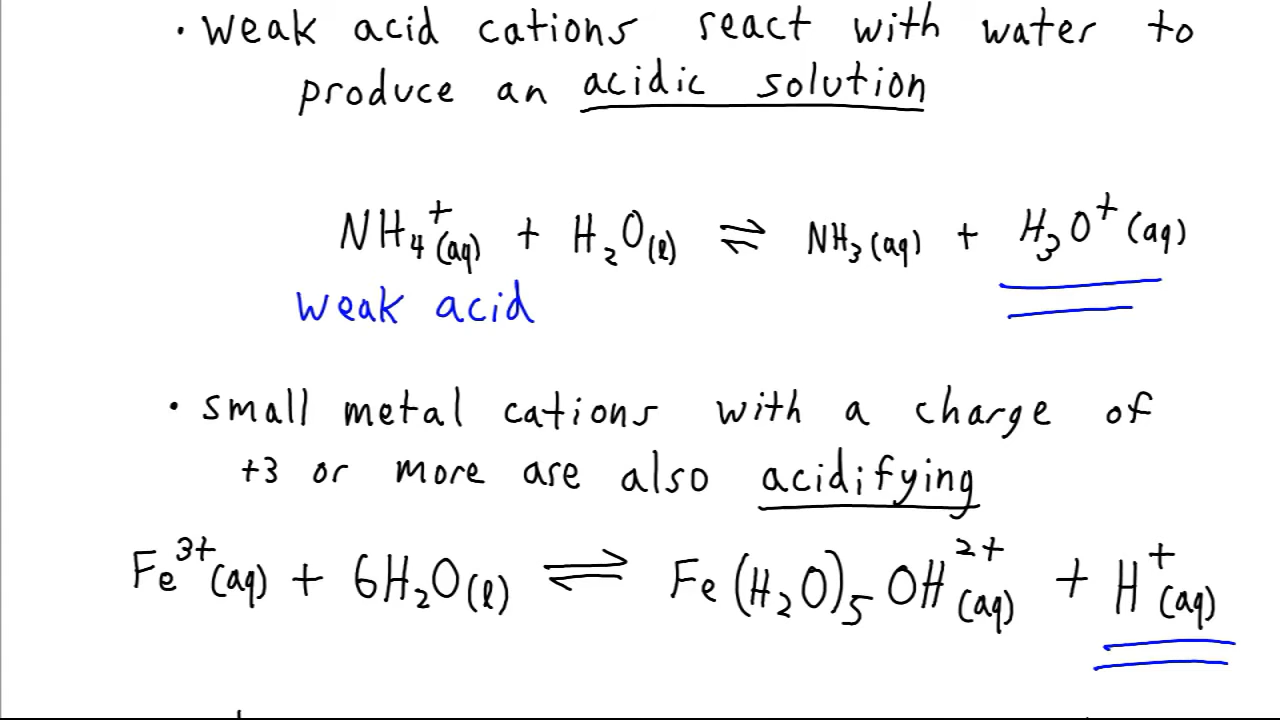 · weak acid cations react with water to
produce an acidic solution
NH₄⁺(aq) + H₂O(l) ⇌ NH₃(aq) + H₃O⁺(aq)
weak acid
· small metal cations with a charge of
+3 or more are also acidifying
Fe³⁺(aq) + 6H₂O(l) ⇌ Fe(H₂O)₅OH²⁺(aq) + H⁺(aq)